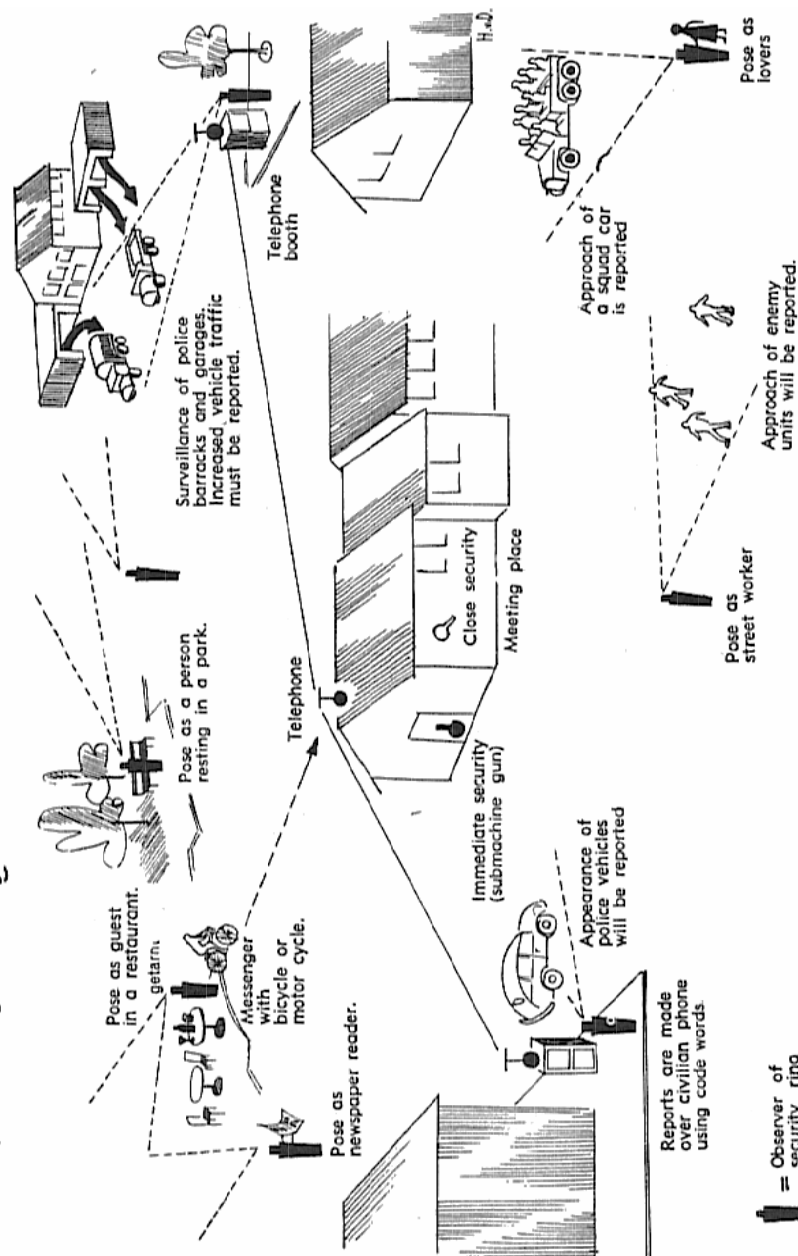 Pose as guest
in a restaurant.
Pose as a person
resting in a park.
Surveillance of police
barracks and garages.
Increased vehicle traffic
must be reported.
Messenger
with
bicycle or
motor cycle.
Pose as
newspaper reader.
Telephone
Telephone
booth
Close security
Meeting place
Immediate security
(submachine gun)
H.v.D.
Appearance of
police vehicles
will be reported
Approach of
a squad car
is reported
Reports are made
over civilian phone
using code words.
Pose as
street worker
Approach of enemy
units will be reported.
Pose as
lovers
= Observer of
security ring